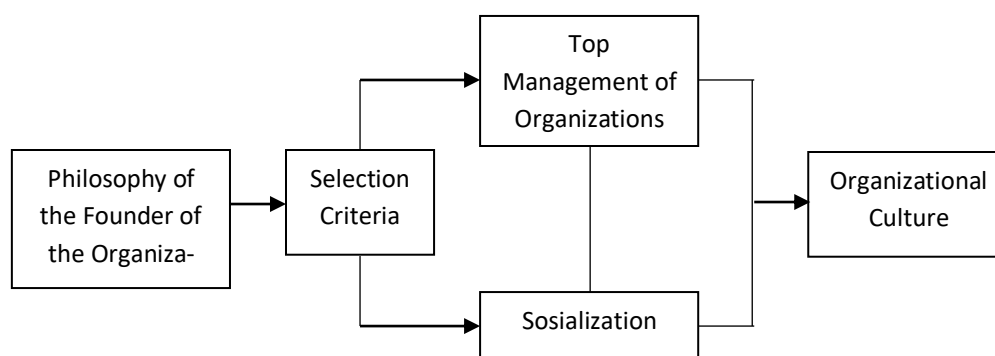 Philosophy of
the Founder of
the Organiza-
Selection
Criteria
Top
Management of
Organizations
Sosialization
Organizational
Culture